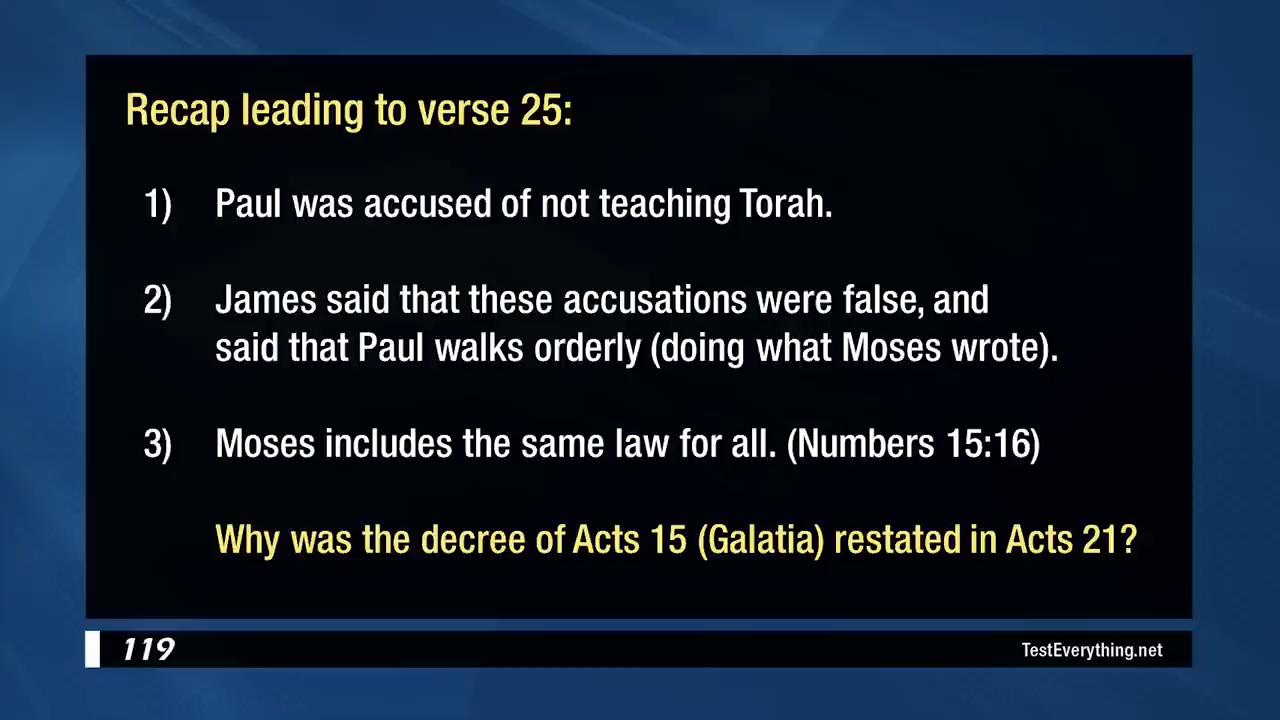 Recap leading to verse 25:
1) Paul was accused of not teaching Torah.
2) James said that these accusations were false, and
said that Paul walks orderly (doing what Moses wrote).
3) Moses includes the same law for all. (Numbers 15:16)
Why was the decree of Acts 15 (Galatia) restated in Acts 21?
119
TestEverything.net